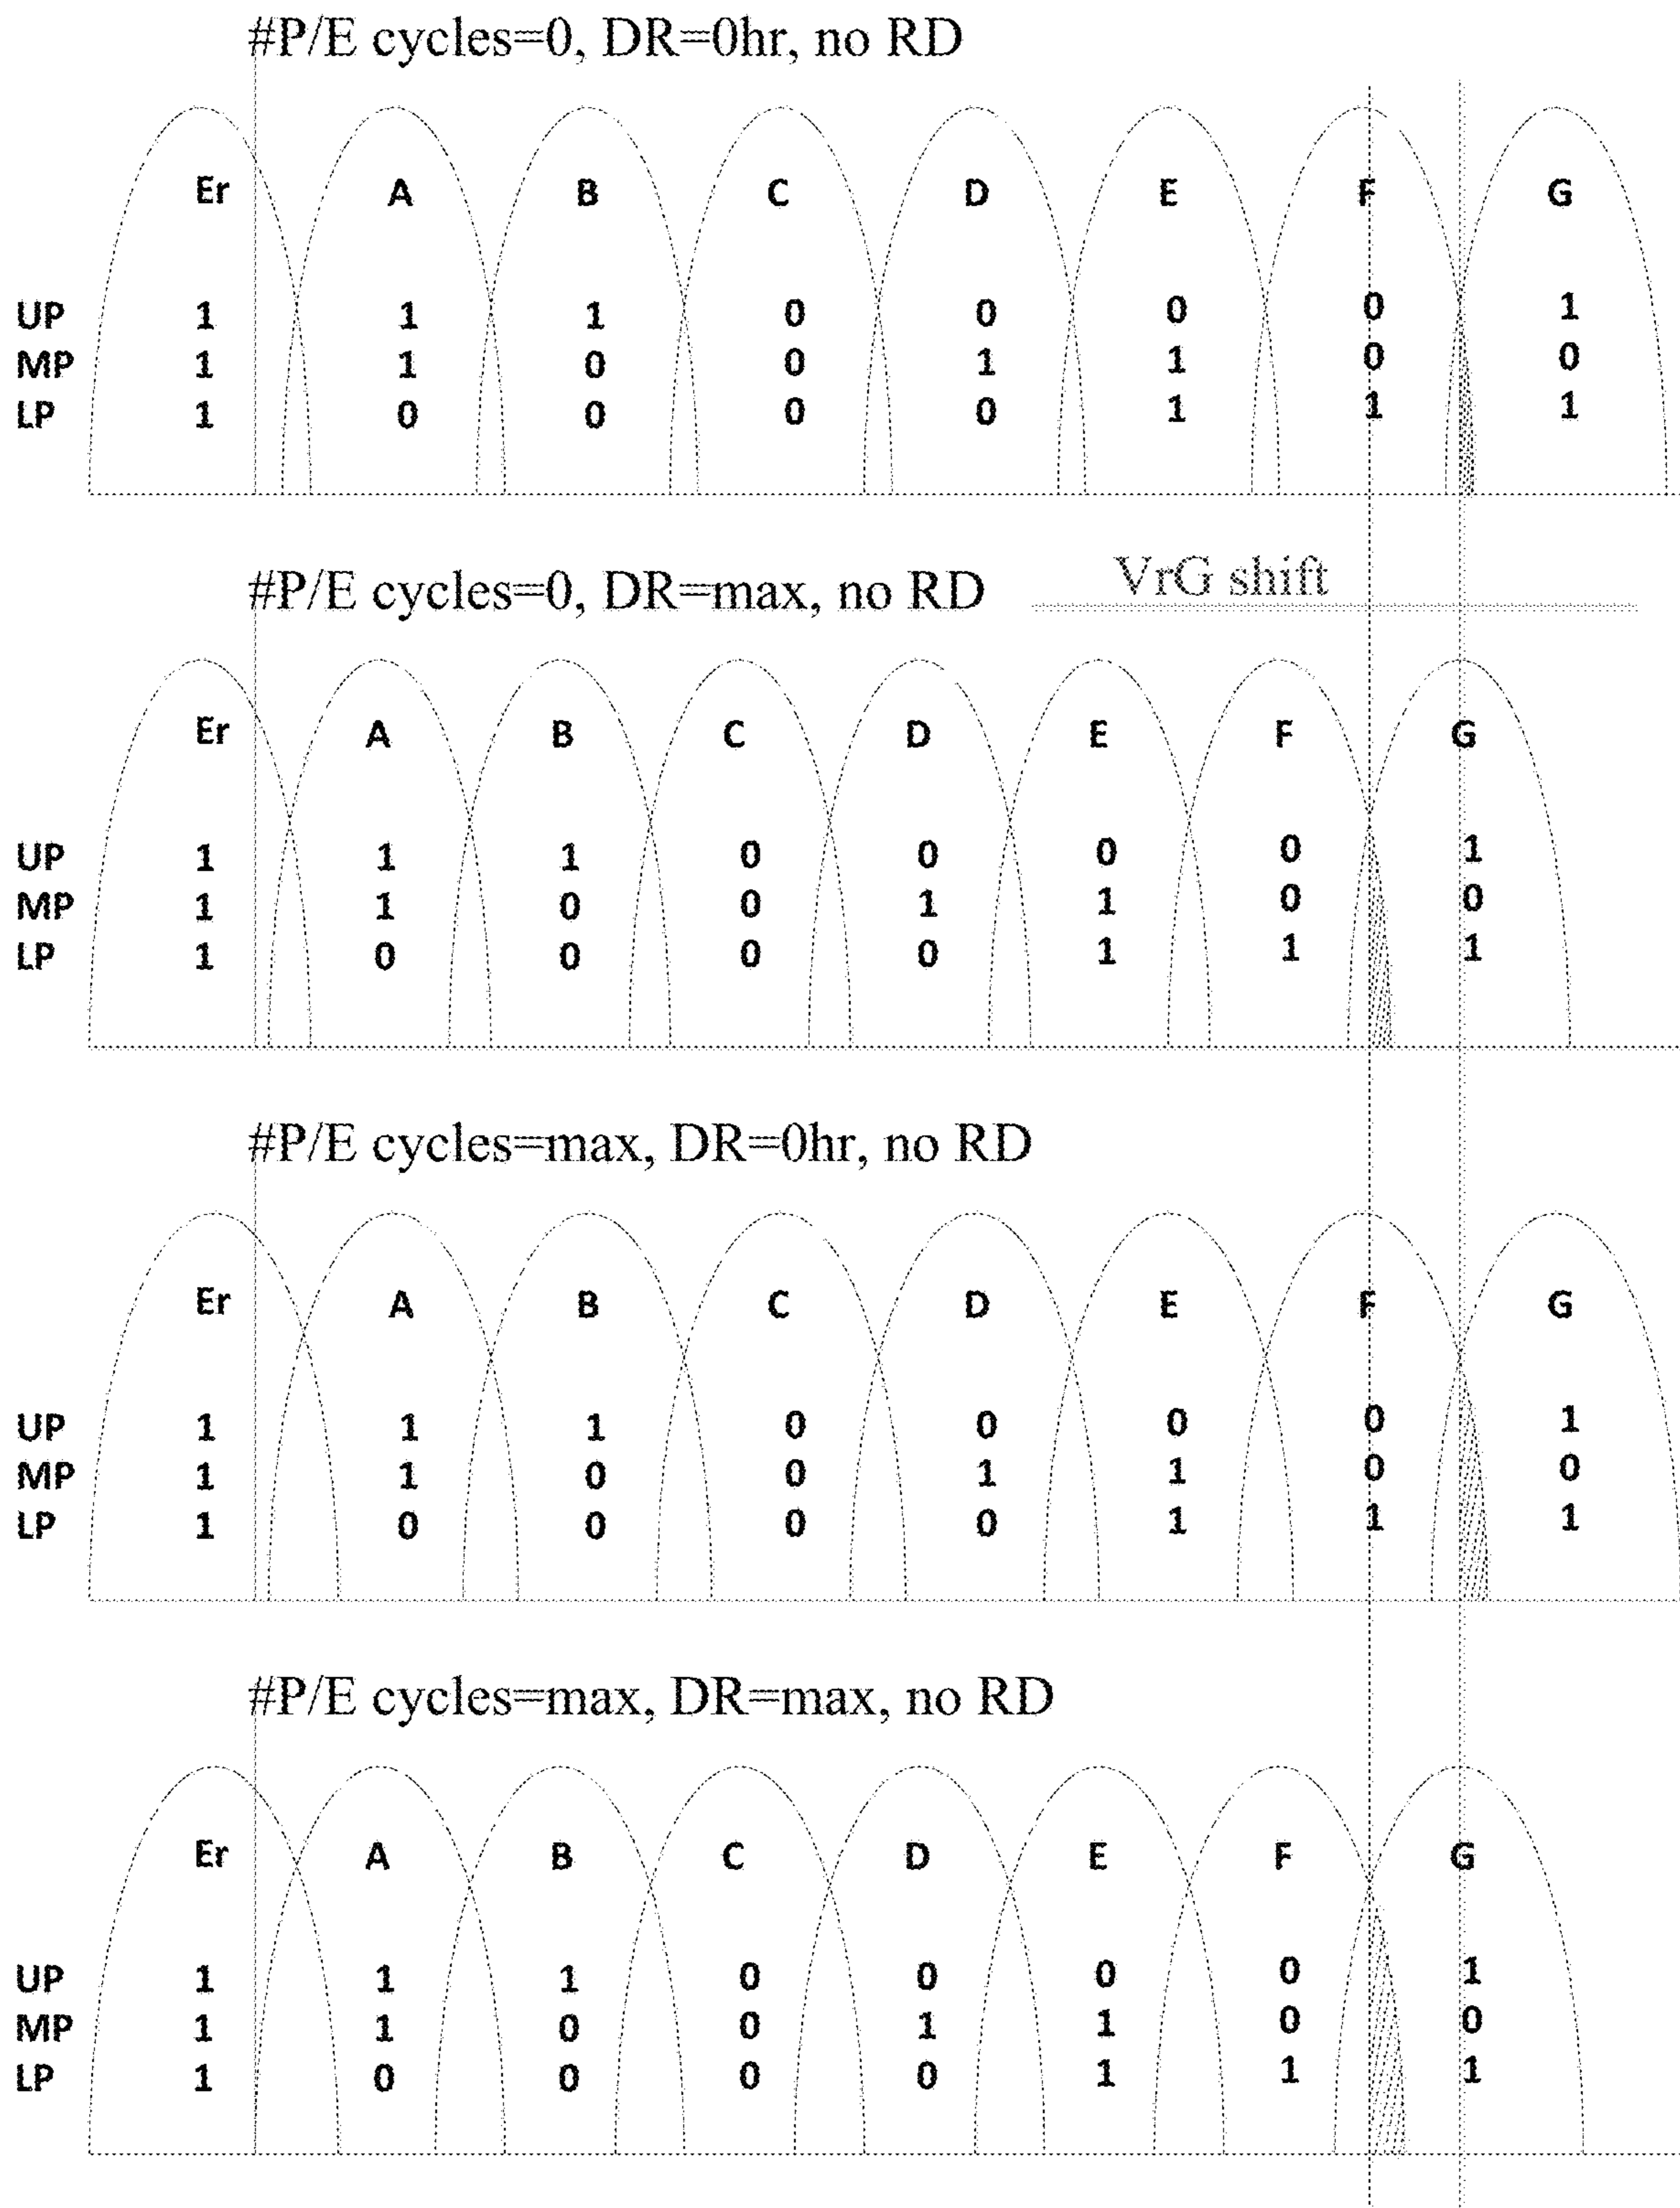 #P/E cycles=0, DR=0hr, no RD
Er A B C D E F G
UP 1 1 1 0 0 0 0 1
MP 1 1 0 0 1 1 0 0
LP 1 0 0 0 0 1 1 1
#P/E cycles=0, DR=max, no RD VrG shift
Er A B C D E F G
UP 1 1 1 0 0 0 0 1
MP 1 1 0 0 1 1 0 0
LP 1 0 0 0 0 1 1 1
#P/E cycles=max, DR=0hr, no RD
Er A B C D E F G
UP 1 1 1 0 0 0 0 1
MP 1 1 0 0 1 1 0 0
LP 1 0 0 0 0 1 1 1
#P/E cycles=max, DR=max, no RD
Er A B C D E F G
UP 1 1 1 0 0 0 0 1
MP 1 1 0 0 1 1 0 0
LP 1 0 0 0 0 1 1 1